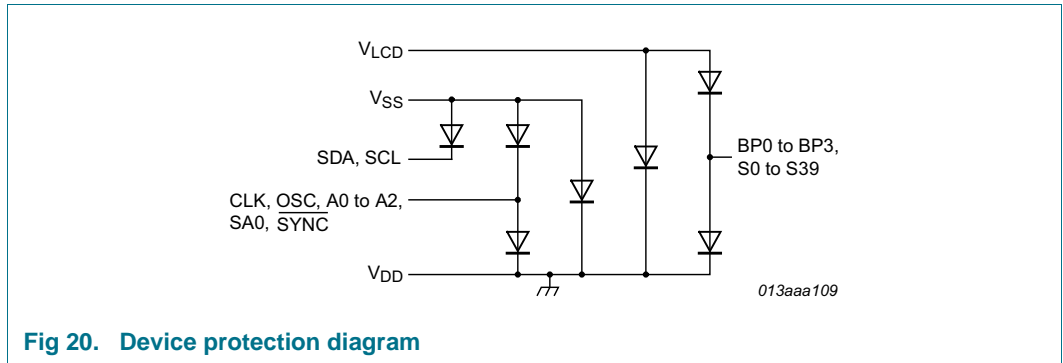 VLCD
VSS
SDA, SCL
BP0 to BP3,
S0 to S39
CLK, OSC, A0 to A2,
SA0, SYNC
VDD
013aaa109
Fig 20. Device protection diagram